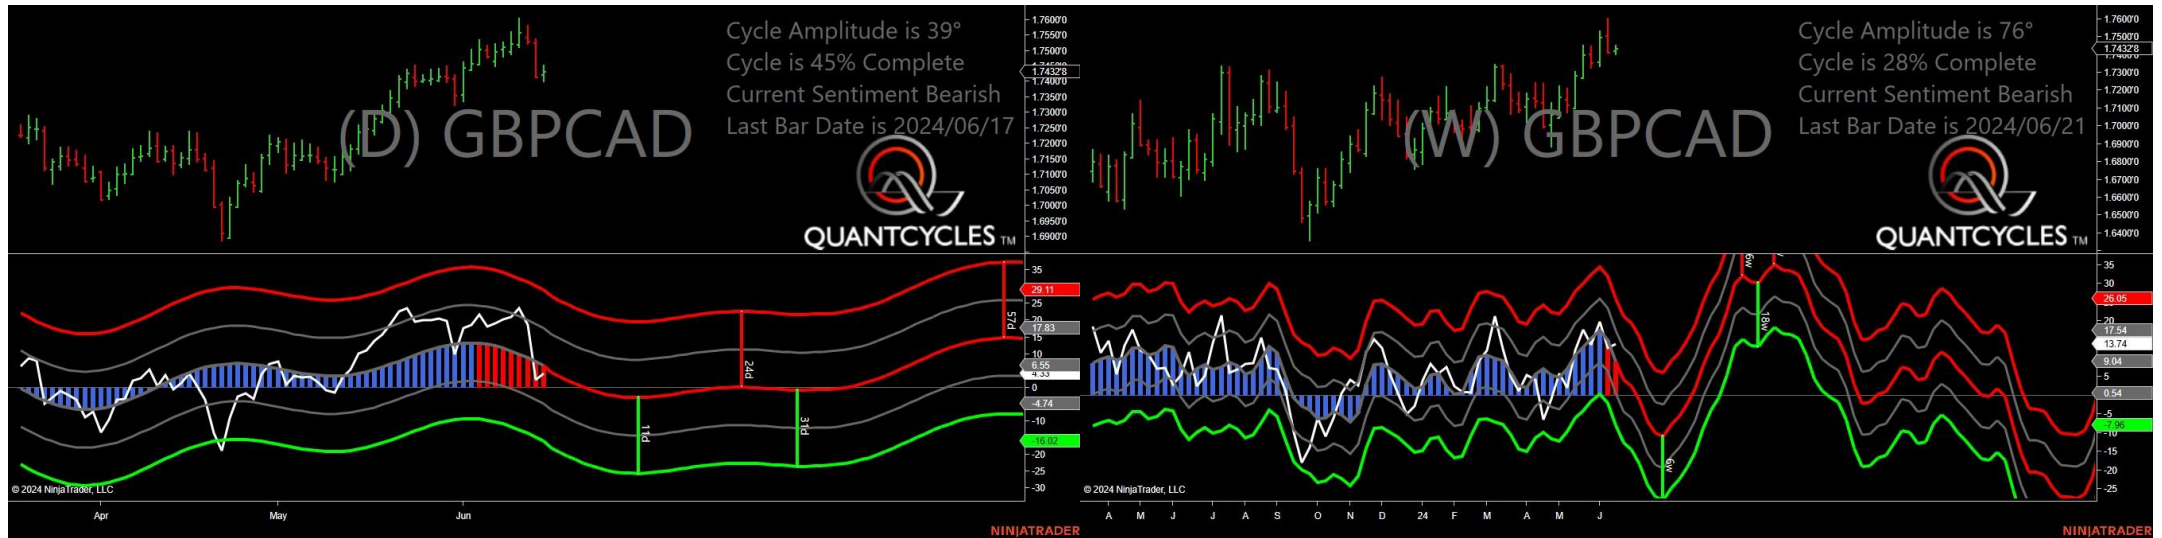 Cycle Amplitude is 39°
Cycle is 45% Complete
Current Sentiment Bearish
Last Bar Date is 2024/06/17
(D) GBPCAD
QUANTCYCLES TM
1.7600'0
1.7550'0
1.7500'0
1.7432'8
1.7400'0
1.7350'0
1.7300'0
1.7250'0
1.7200'0
1.7150'0
1.7100'0
1.7050'0
1.7000'0
1.6950'0
1.6900'0
35
29.11
25
20
17.83
15
10
6.55
4.33
0
-4.74
-10
-16.02
-20
-25
-30
57d
24d
11d
31d
© 2024 NinjaTrader, LLC
Apr May Jun
NINJATRADER
Cycle Amplitude is 76°
Cycle is 28% Complete
Current Sentiment Bearish
Last Bar Date is 2024/06/21
(W) GBPCAD
QUANTCYCLES TM
1.7600'0
1.7500'0
1.7432'8
1.7300'0
1.7200'0
1.7100'0
1.7000'0
1.6900'0
1.6800'0
1.6700'0
1.6600'0
1.6500'0
1.6400'0
35
30
26.05
20
17.54
13.74
9.04
5
0.54
-5
-7.96
-10
-15
-20
-25
6w
18w
6w
© 2024 NinjaTrader, LLC
A M J J A S O N D 24 F M A M J
NINJATRADER